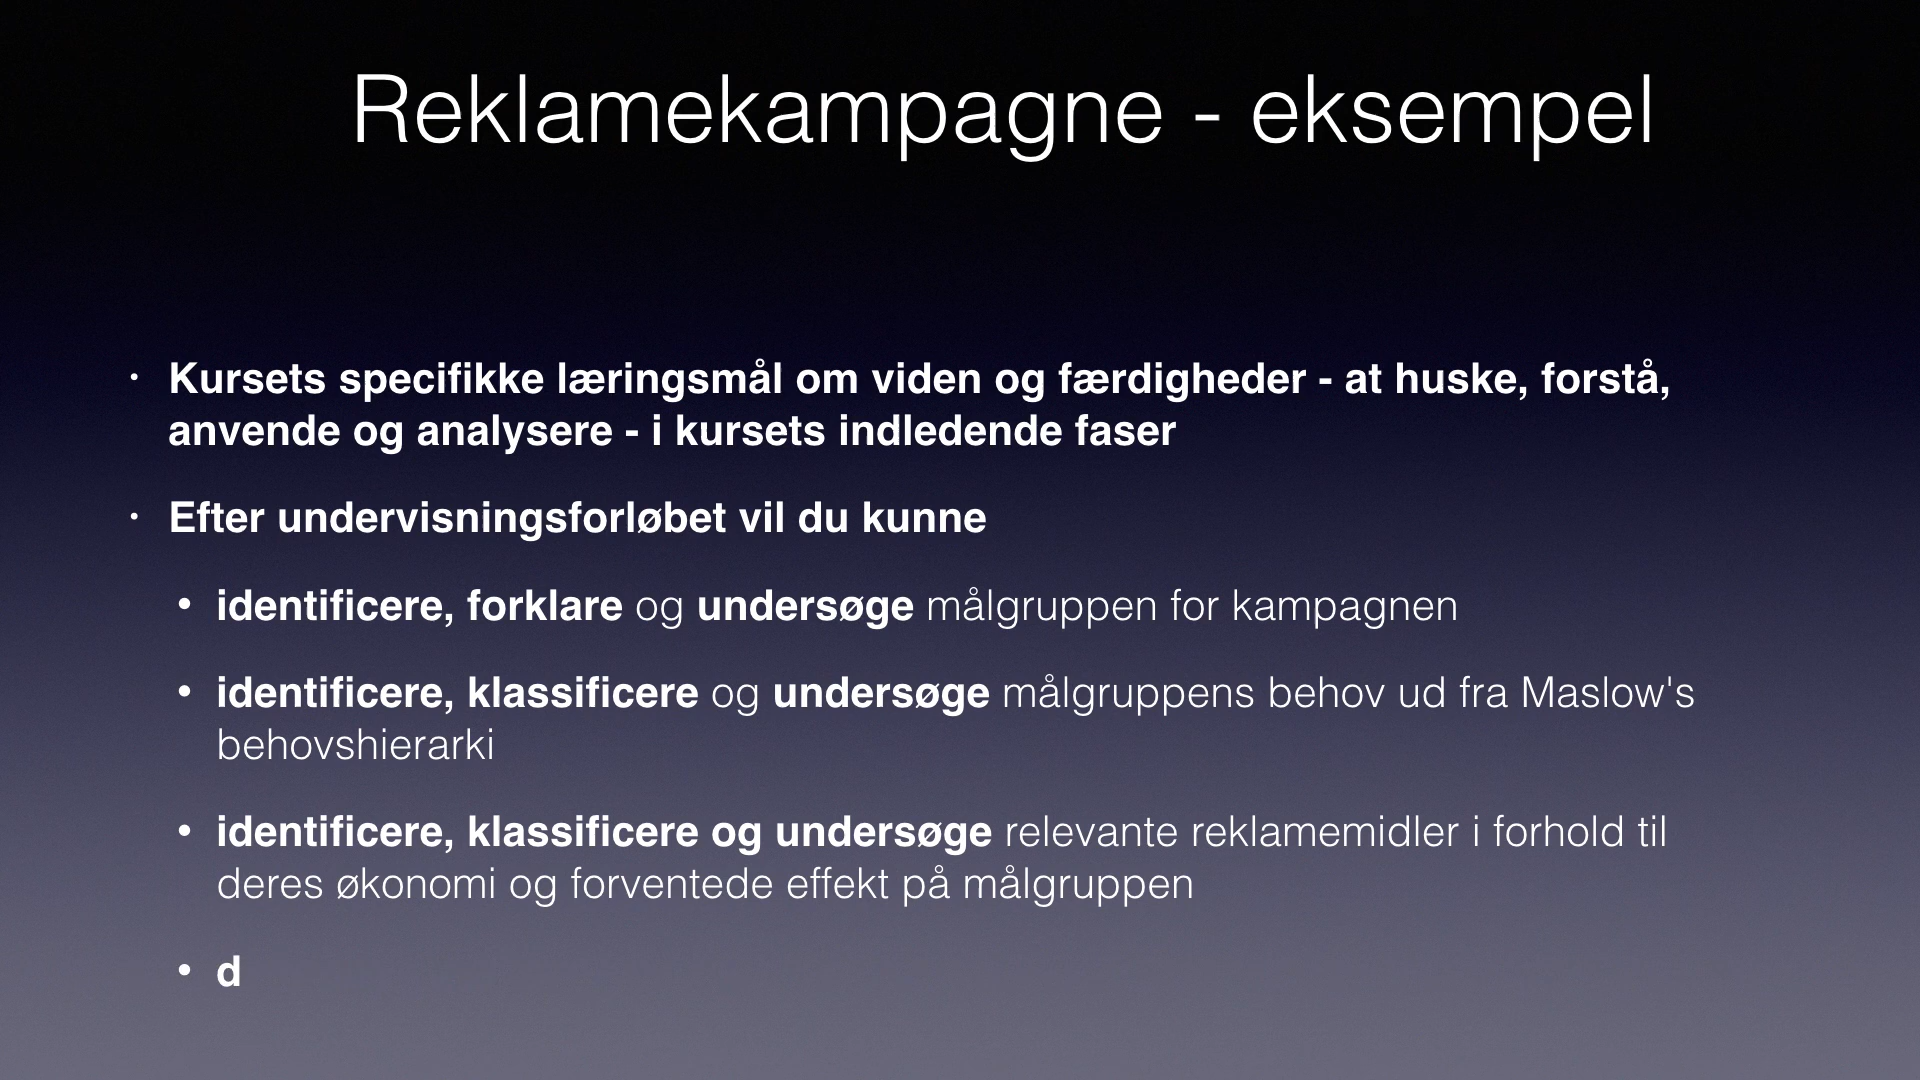 Reklamekampagne - eksempel
• Kursets specifikke læringsmål om viden og færdigheder - at huske, forstå,
anvende og analysere - i kursets indledende faser
• Efter undervisningsforløbet vil du kunne
• identificere, forklare og undersøge målgruppen for kampagnen
• identificere, klassificere og undersøge målgruppens behov ud fra Maslow's
behovshierarki
• identificere, klassificere og undersøge relevante reklamemidler i forhold til
deres økonomi og forventede effekt på målgruppen
• d